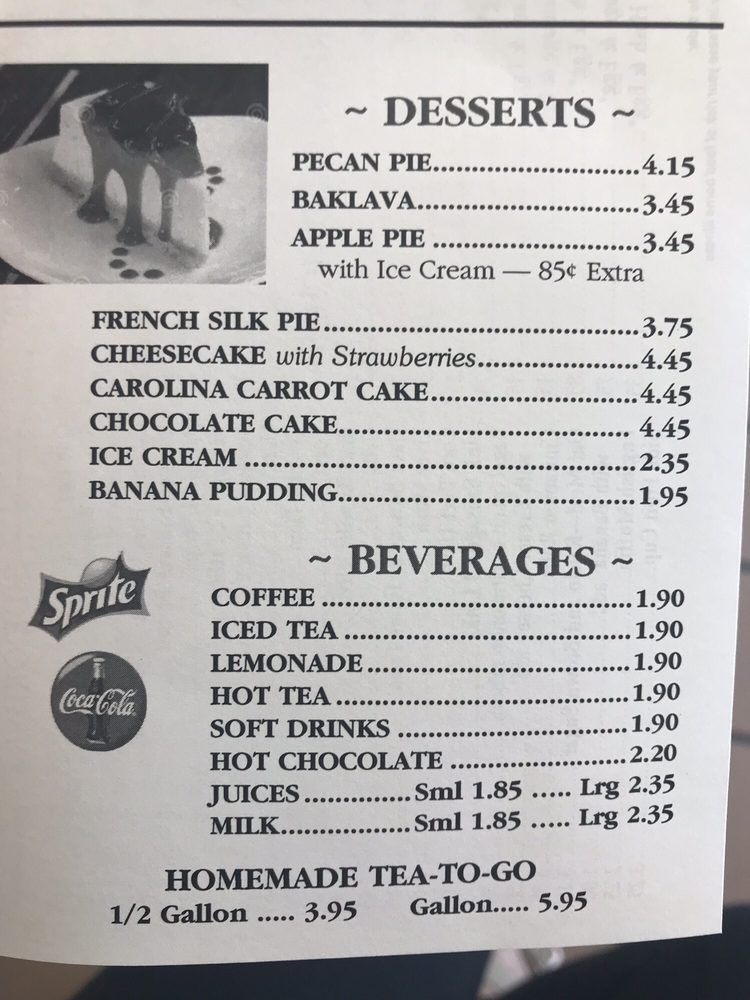 ~ DESSERTS ~
PECAN PIE..............................4.15
BAKLAVA................................3.45
APPLE PIE ..............................3.45
with Ice Cream — 85¢ Extra
FRENCH SILK PIE..............................................3.75
CHEESECAKE with Strawberries.......................4.45
CAROLINA CARROT CAKE..............................4.45
CHOCOLATE CAKE.......................................... 4.45
ICE CREAM ........................................................2.35
BANANA PUDDING...........................................1.95
~ BEVERAGES ~
Sprite
COFFEE .............................................1.90
ICED TEA ..........................................1.90
LEMONADE ......................................1.90
Coca-Cola
HOT TEA ...........................................1.90
SOFT DRINKS ..................................1.90
HOT CHOCOLATE .........................2.20
JUICES ...............Sml 1.85 ..... Lrg 2.35
MILK..................Sml 1.85 ..... Lrg 2.35
HOMEMADE TEA-TO-GO
1/2 Gallon ..... 3.95 Gallon..... 5.95